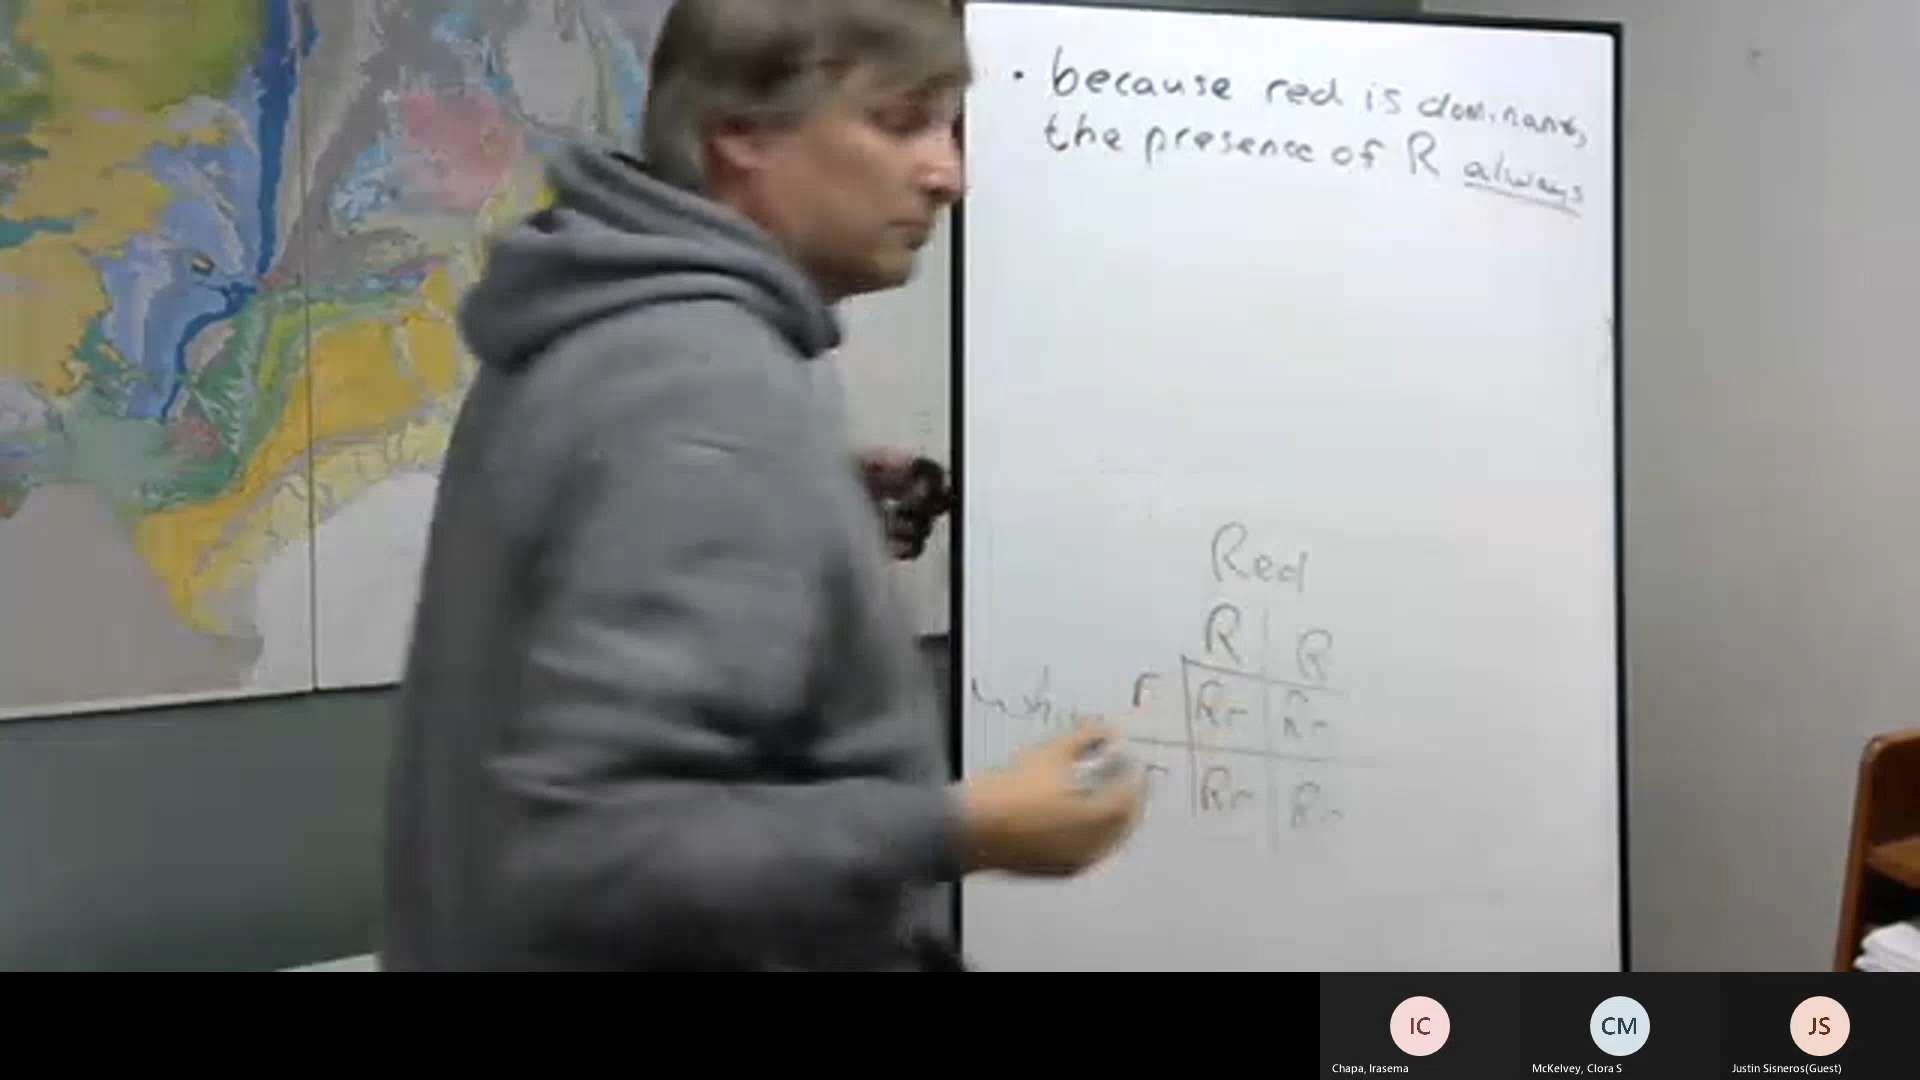 • because red is dominant,
the presence of R always
Red
R R
r Rr Rr
r Rr Rr
IC CM JS
Chapa, Irasema McKelvey, Clora S Justin Sisneros(Guest)